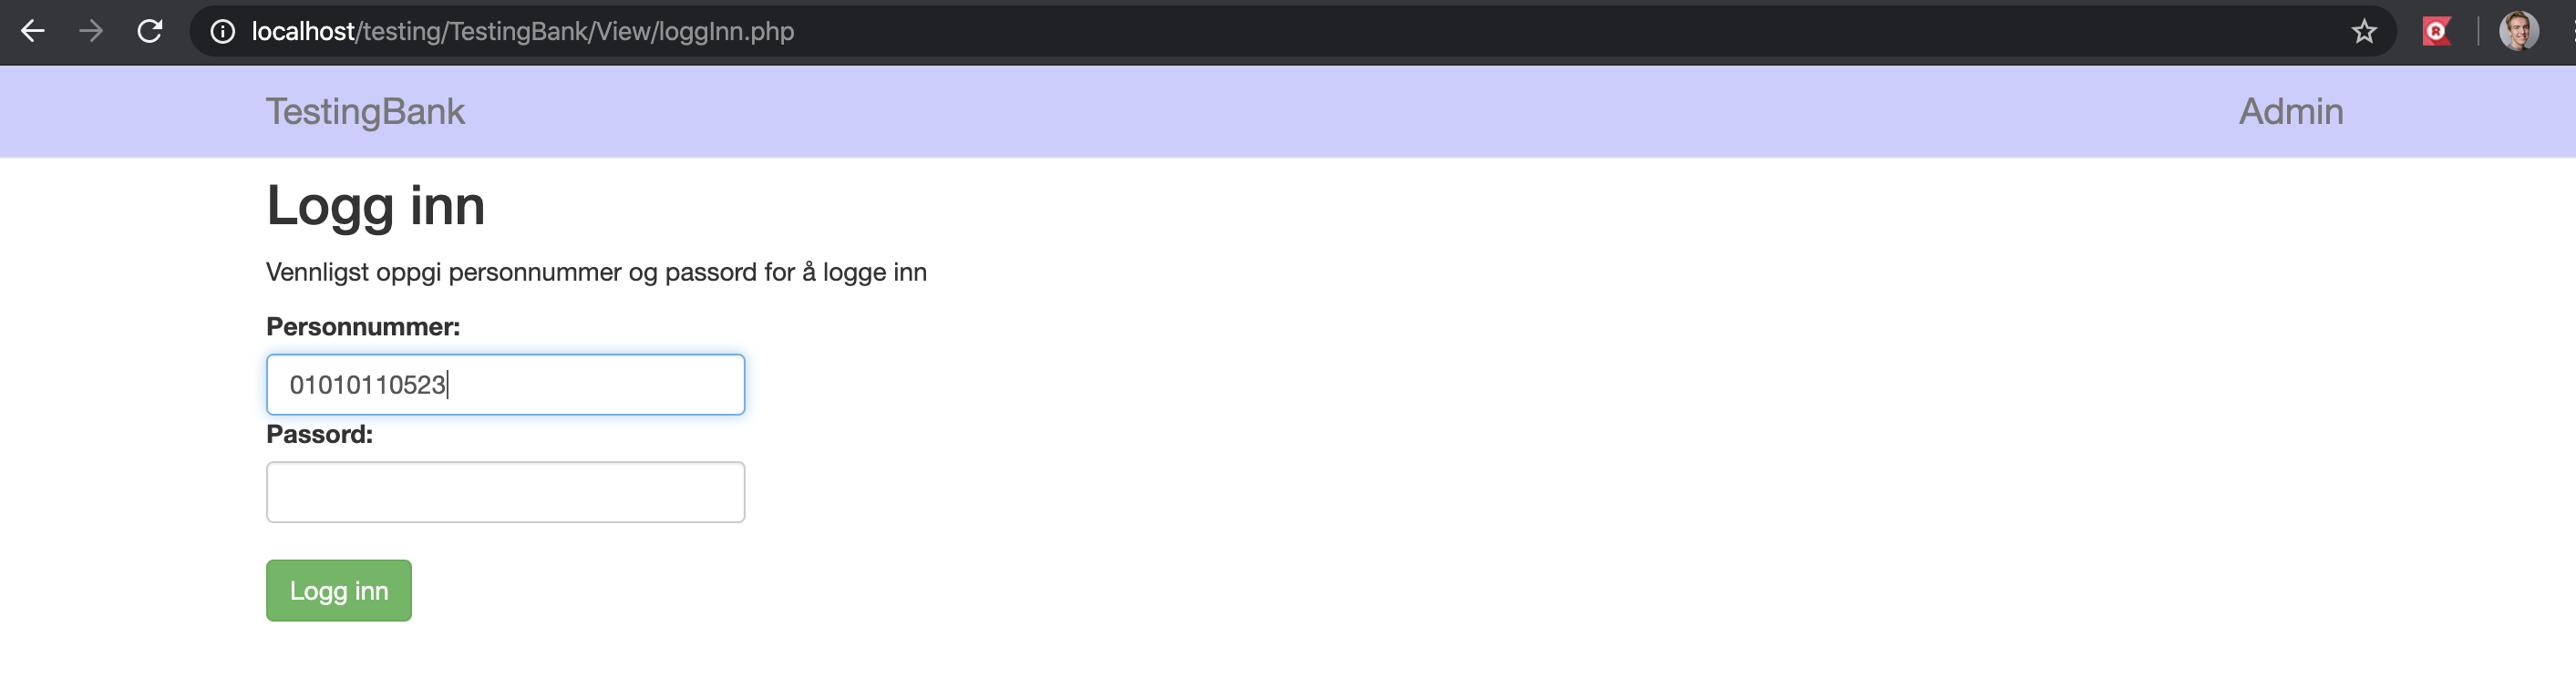 localhost/testing/TestingBank/View/loggInn.php
TestingBank Admin
Logg inn
Vennligst oppgi personnummer og passord for å logge inn
Personnummer:
01010110523
Passord:
Logg inn